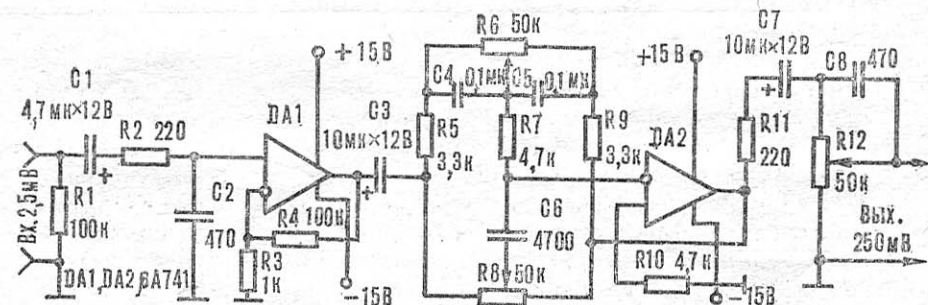 C1
4,7мк×12В
R2 220
Вх.2,5мВ
R1
100к
C2
470
DA1
+15В
R4 100к
R3
1к
-15В
DA1,DA2,βА741
C3
10мк×12В
R6 50к
C4
0,1мк
C5
0,1мк
R5
3,3к
R7
4,7к
R9
3,3к
C6
4700
R8
50к
+15В
DA2
R10 4,7к
-15В
C7
10мк×12В
R11
220
C8 470
R12
50к
Вых.
250мВ